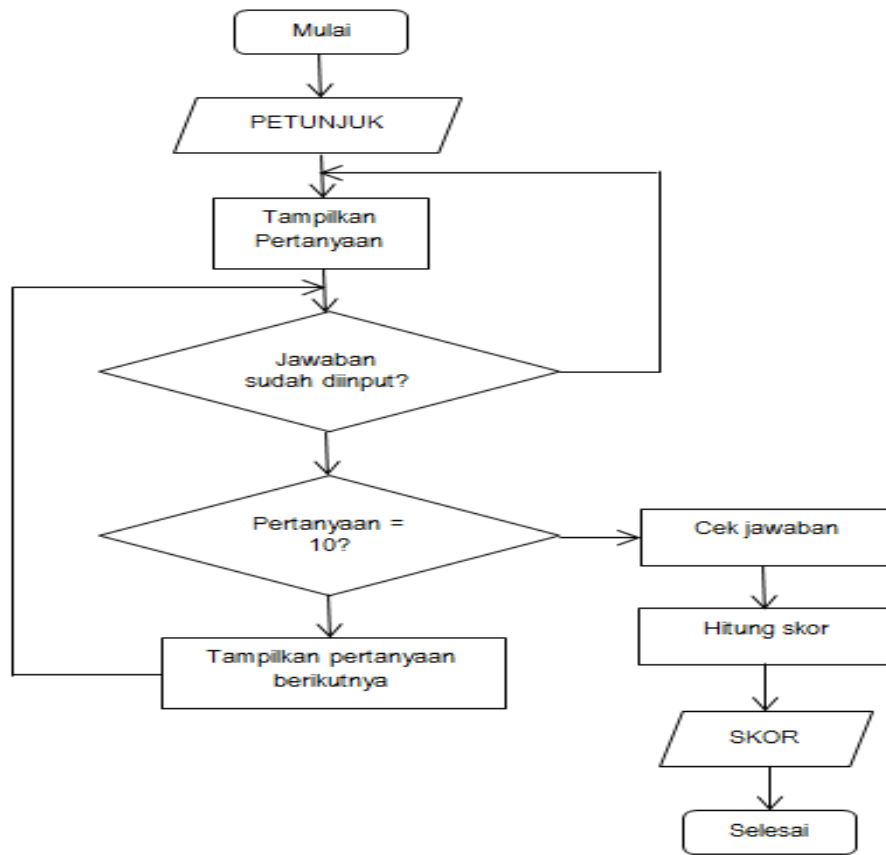 Mulai
PETUNJUK
Tampilkan
Pertanyaan
Jawaban
sudah diinput?
Pertanyaan =
10?
Cek jawaban
Hitung skor
Tampilkan pertanyaan
berikutnya
SKOR
Selesai